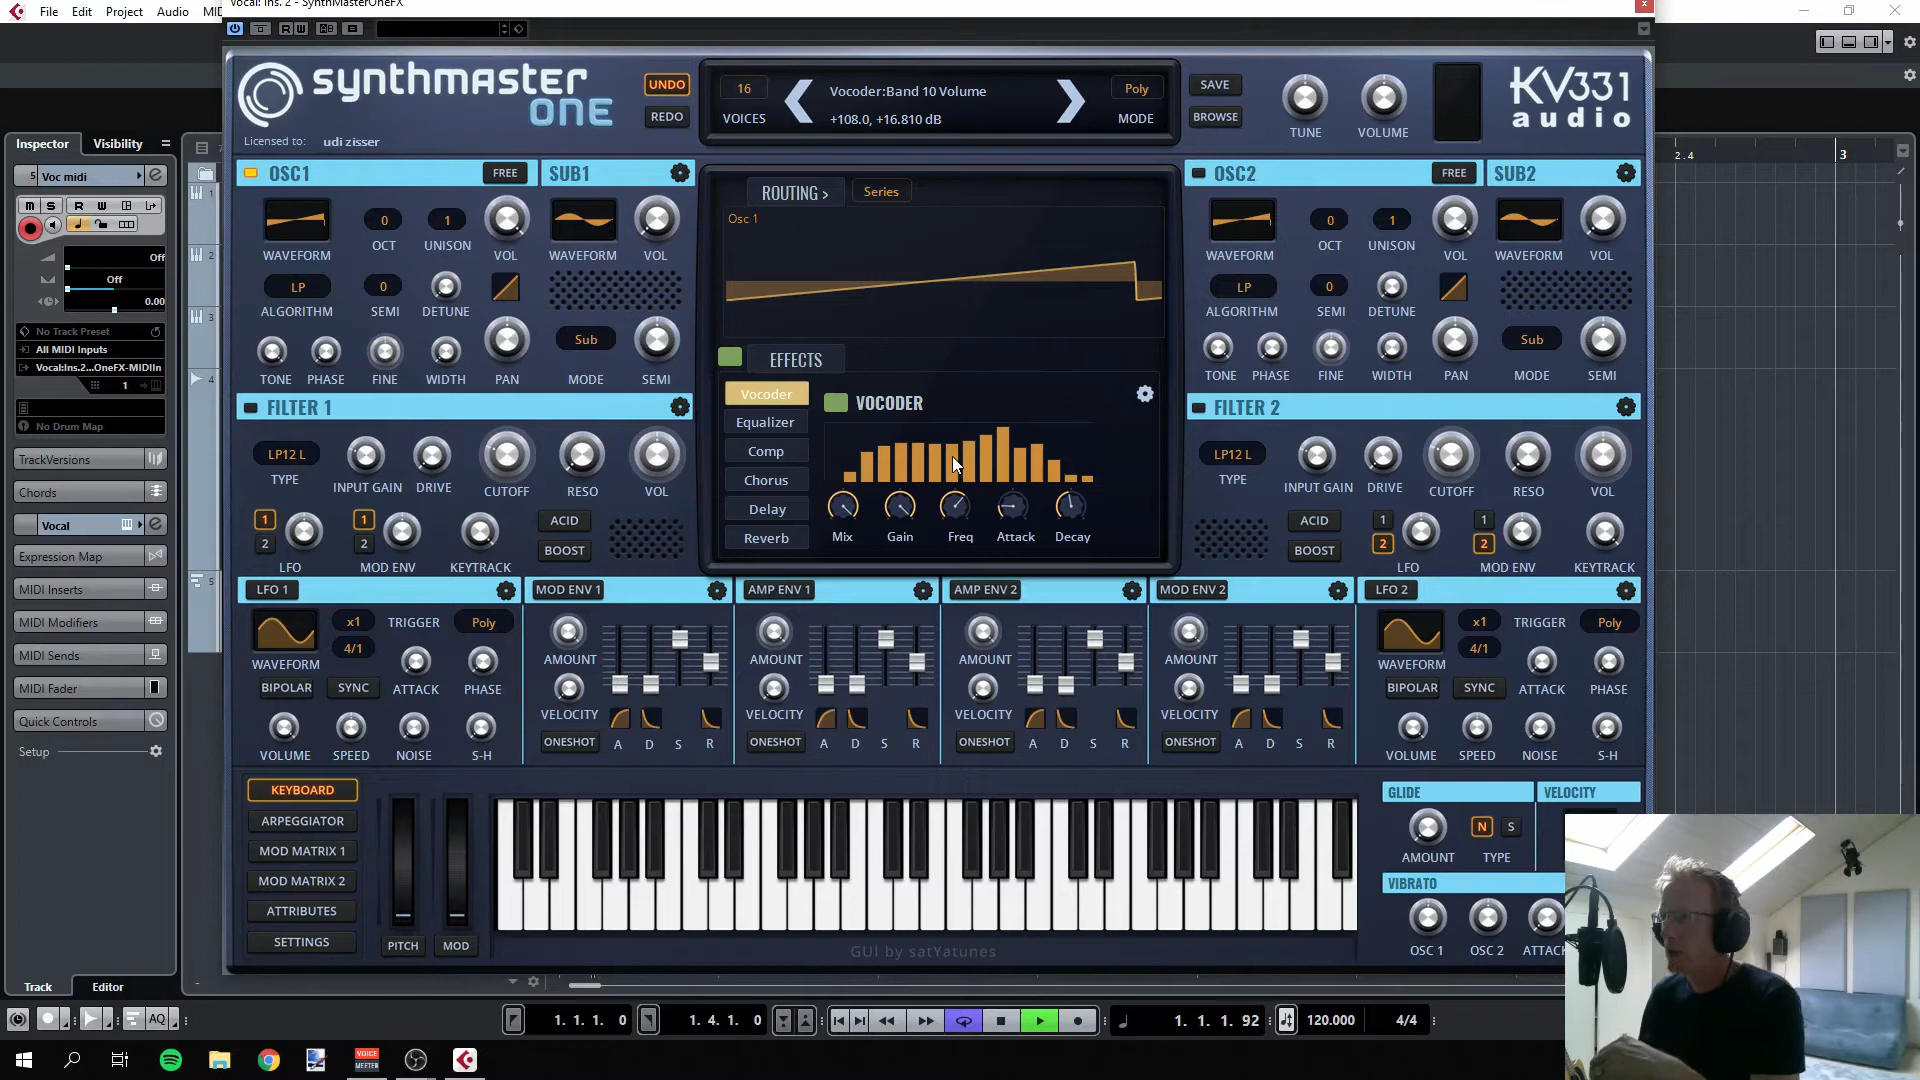 File Edit Project Audio MIDI
Vocal: Ins. 2 - SynthMasterOneFX
R W
synthmaster
ONE
Licensed to: udi zisser
UNDO
REDO
16
VOICES
Vocoder:Band 10 Volume
+108.0, +16.810 dB
Poly
MODE
SAVE
BROWSE
TUNE
VOLUME
KV331
audio
Inspector Visibility
5 Voc midi
M S R W
Off
Off
0.00
No Track Preset
All MIDI Inputs
Vocal:Ins.2...OneFX-MIDIIn
1
No Drum Map
TrackVersions
Chords
Vocal
Expression Map
MIDI Inserts
MIDI Modifiers
MIDI Sends
MIDI Fader
Quick Controls
Setup
Track Editor
1
2
3
4
5
2.4
3
OSC1 FREE SUB1
WAVEFORM
0
OCT
1
UNISON
VOL
WAVEFORM
VOL
LP
ALGORITHM
0
SEMI
DETUNE
Sub
TONE PHASE FINE WIDTH PAN MODE SEMI
ROUTING >
Series
Osc 1
EFFECTS
Vocoder
Equalizer
Comp
Chorus
Delay
Reverb
VOCODER
Mix Gain Freq Attack Decay
OSC2 FREE SUB2
WAVEFORM
0
OCT
1
UNISON
VOL
WAVEFORM
VOL
LP
ALGORITHM
0
SEMI
DETUNE
Sub
TONE PHASE FINE WIDTH PAN MODE SEMI
FILTER 1
LP12 L
TYPE INPUT GAIN DRIVE CUTOFF RESO VOL
1
2
LFO
1
2
MOD ENV
KEYTRACK
ACID
BOOST
FILTER 2
LP12 L
TYPE INPUT GAIN DRIVE CUTOFF RESO VOL
ACID
BOOST
1
2
LFO
1
2
MOD ENV
KEYTRACK
LFO 1
x1
4/1
TRIGGER Poly
WAVEFORM
ATTACK PHASE
BIPOLAR SYNC
VOLUME SPEED NOISE S-H
MOD ENV 1
AMOUNT
VELOCITY
ONESHOT
A D S R
AMP ENV 1
AMOUNT
VELOCITY
ONESHOT
A D S R
AMP ENV 2
AMOUNT
VELOCITY
ONESHOT
A D S R
MOD ENV 2
AMOUNT
VELOCITY
ONESHOT
A D S R
LFO 2
x1
4/1
TRIGGER Poly
WAVEFORM
ATTACK PHASE
BIPOLAR SYNC
VOLUME SPEED NOISE S-H
KEYBOARD
ARPEGGIATOR
MOD MATRIX 1
MOD MATRIX 2
ATTRIBUTES
SETTINGS
PITCH MOD
GUI by satYatunes
GLIDE VELOCITY
N S
AMOUNT TYPE
VIBRATO
OSC 1 OSC 2 ATTAC
AQ
1. 1. 1. 0
1. 4. 1. 0
1. 1. 1. 92
120.000
4/4
VOICE
MEETER